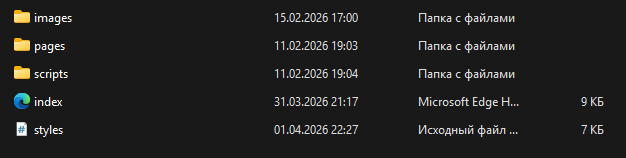 images 15.02.2026 17:00 Папка с файлами
pages 11.02.2026 19:03 Папка с файлами
scripts 11.02.2026 19:04 Папка с файлами
index 31.03.2026 21:17 Microsoft Edge H... 9 КБ
styles 01.04.2026 22:27 Исходный файл ... 7 КБ